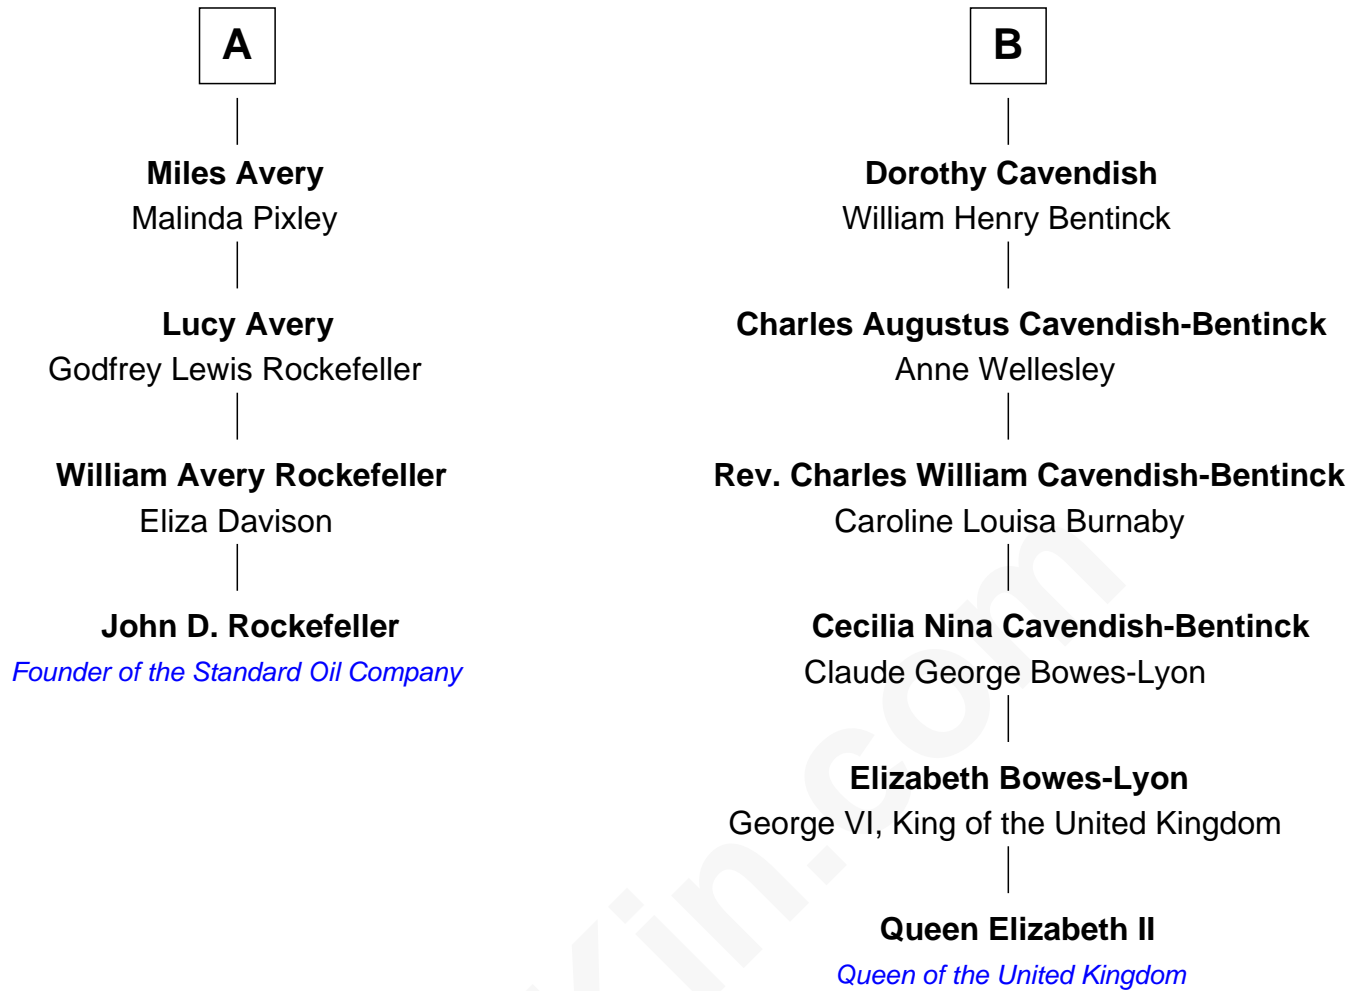 A
Miles Avery
Malinda Pixley
Lucy Avery
Godfrey Lewis Rockefeller
William Avery Rockefeller
Eliza Davison
John D. Rockefeller
Founder of the Standard Oil Company
B
Dorothy Cavendish
William Henry Bentinck
Charles Augustus Cavendish-Bentinck
Anne Wellesley
Rev. Charles William Cavendish-Bentinck
Caroline Louisa Burnaby
Cecilia Nina Cavendish-Bentinck
Claude George Bowes-Lyon
Elizabeth Bowes-Lyon
George VI, King of the United Kingdom
Queen Elizabeth II
Queen of the United Kingdom
Kin.com